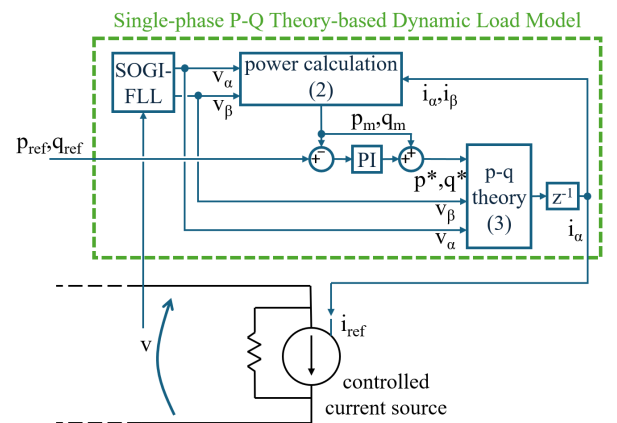 Single-phase P-Q Theory-based Dynamic Load Model
SOGI-
FLL
vα
vβ
power calculation
(2)
iα,iβ
pm,qm
pref,qref
+
−
PI
+
+
p*,q*
p-q
theory
(3)
z-1
vβ
vα
iα
v
iref
controlled
current source